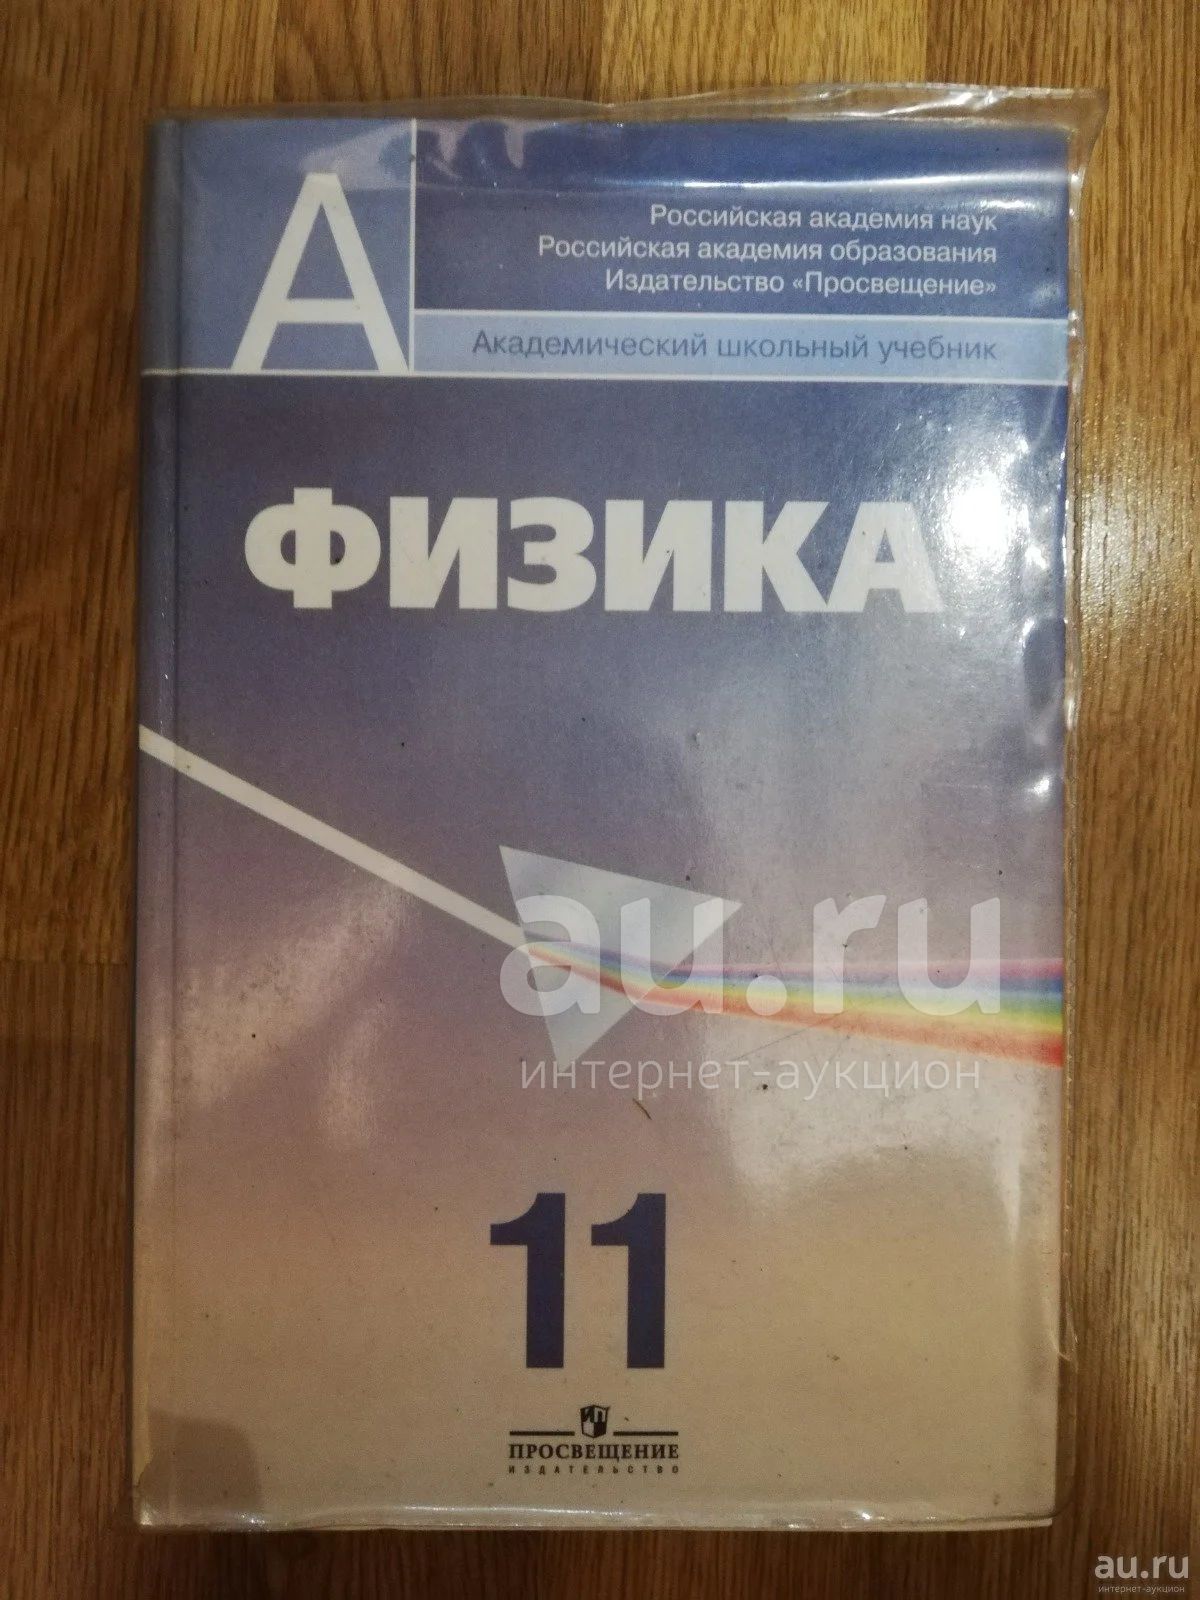 А
Российская академия наук
Российская академия образования
Издательство «Просвещение»
Академический школьный учебник
ФИЗИКА
au.ru
интернет-аукцион
11
ПРОСВЕЩЕНИЕ
ИЗДАТЕЛЬСТВО
au.ru
интернет-аукцион